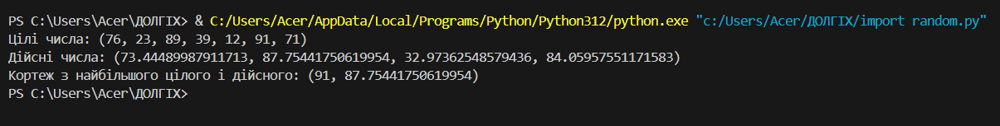 PS C:\Users\Acer\ДОЛГІХ> & C:/Users/Acer/AppData/Local/Programs/Python/Python312/python.exe "c:/Users/Acer/ДОЛГІХ/import random.py"
Цілі числа: (76, 23, 89, 39, 12, 91, 71)
Дійсні числа: (73.44489987911713, 87.75441750619954, 32.97362548579436, 84.05957551171583)
Кортеж з найбільшого цілого і дійсного: (91, 87.75441750619954)
PS C:\Users\Acer\ДОЛГІХ>